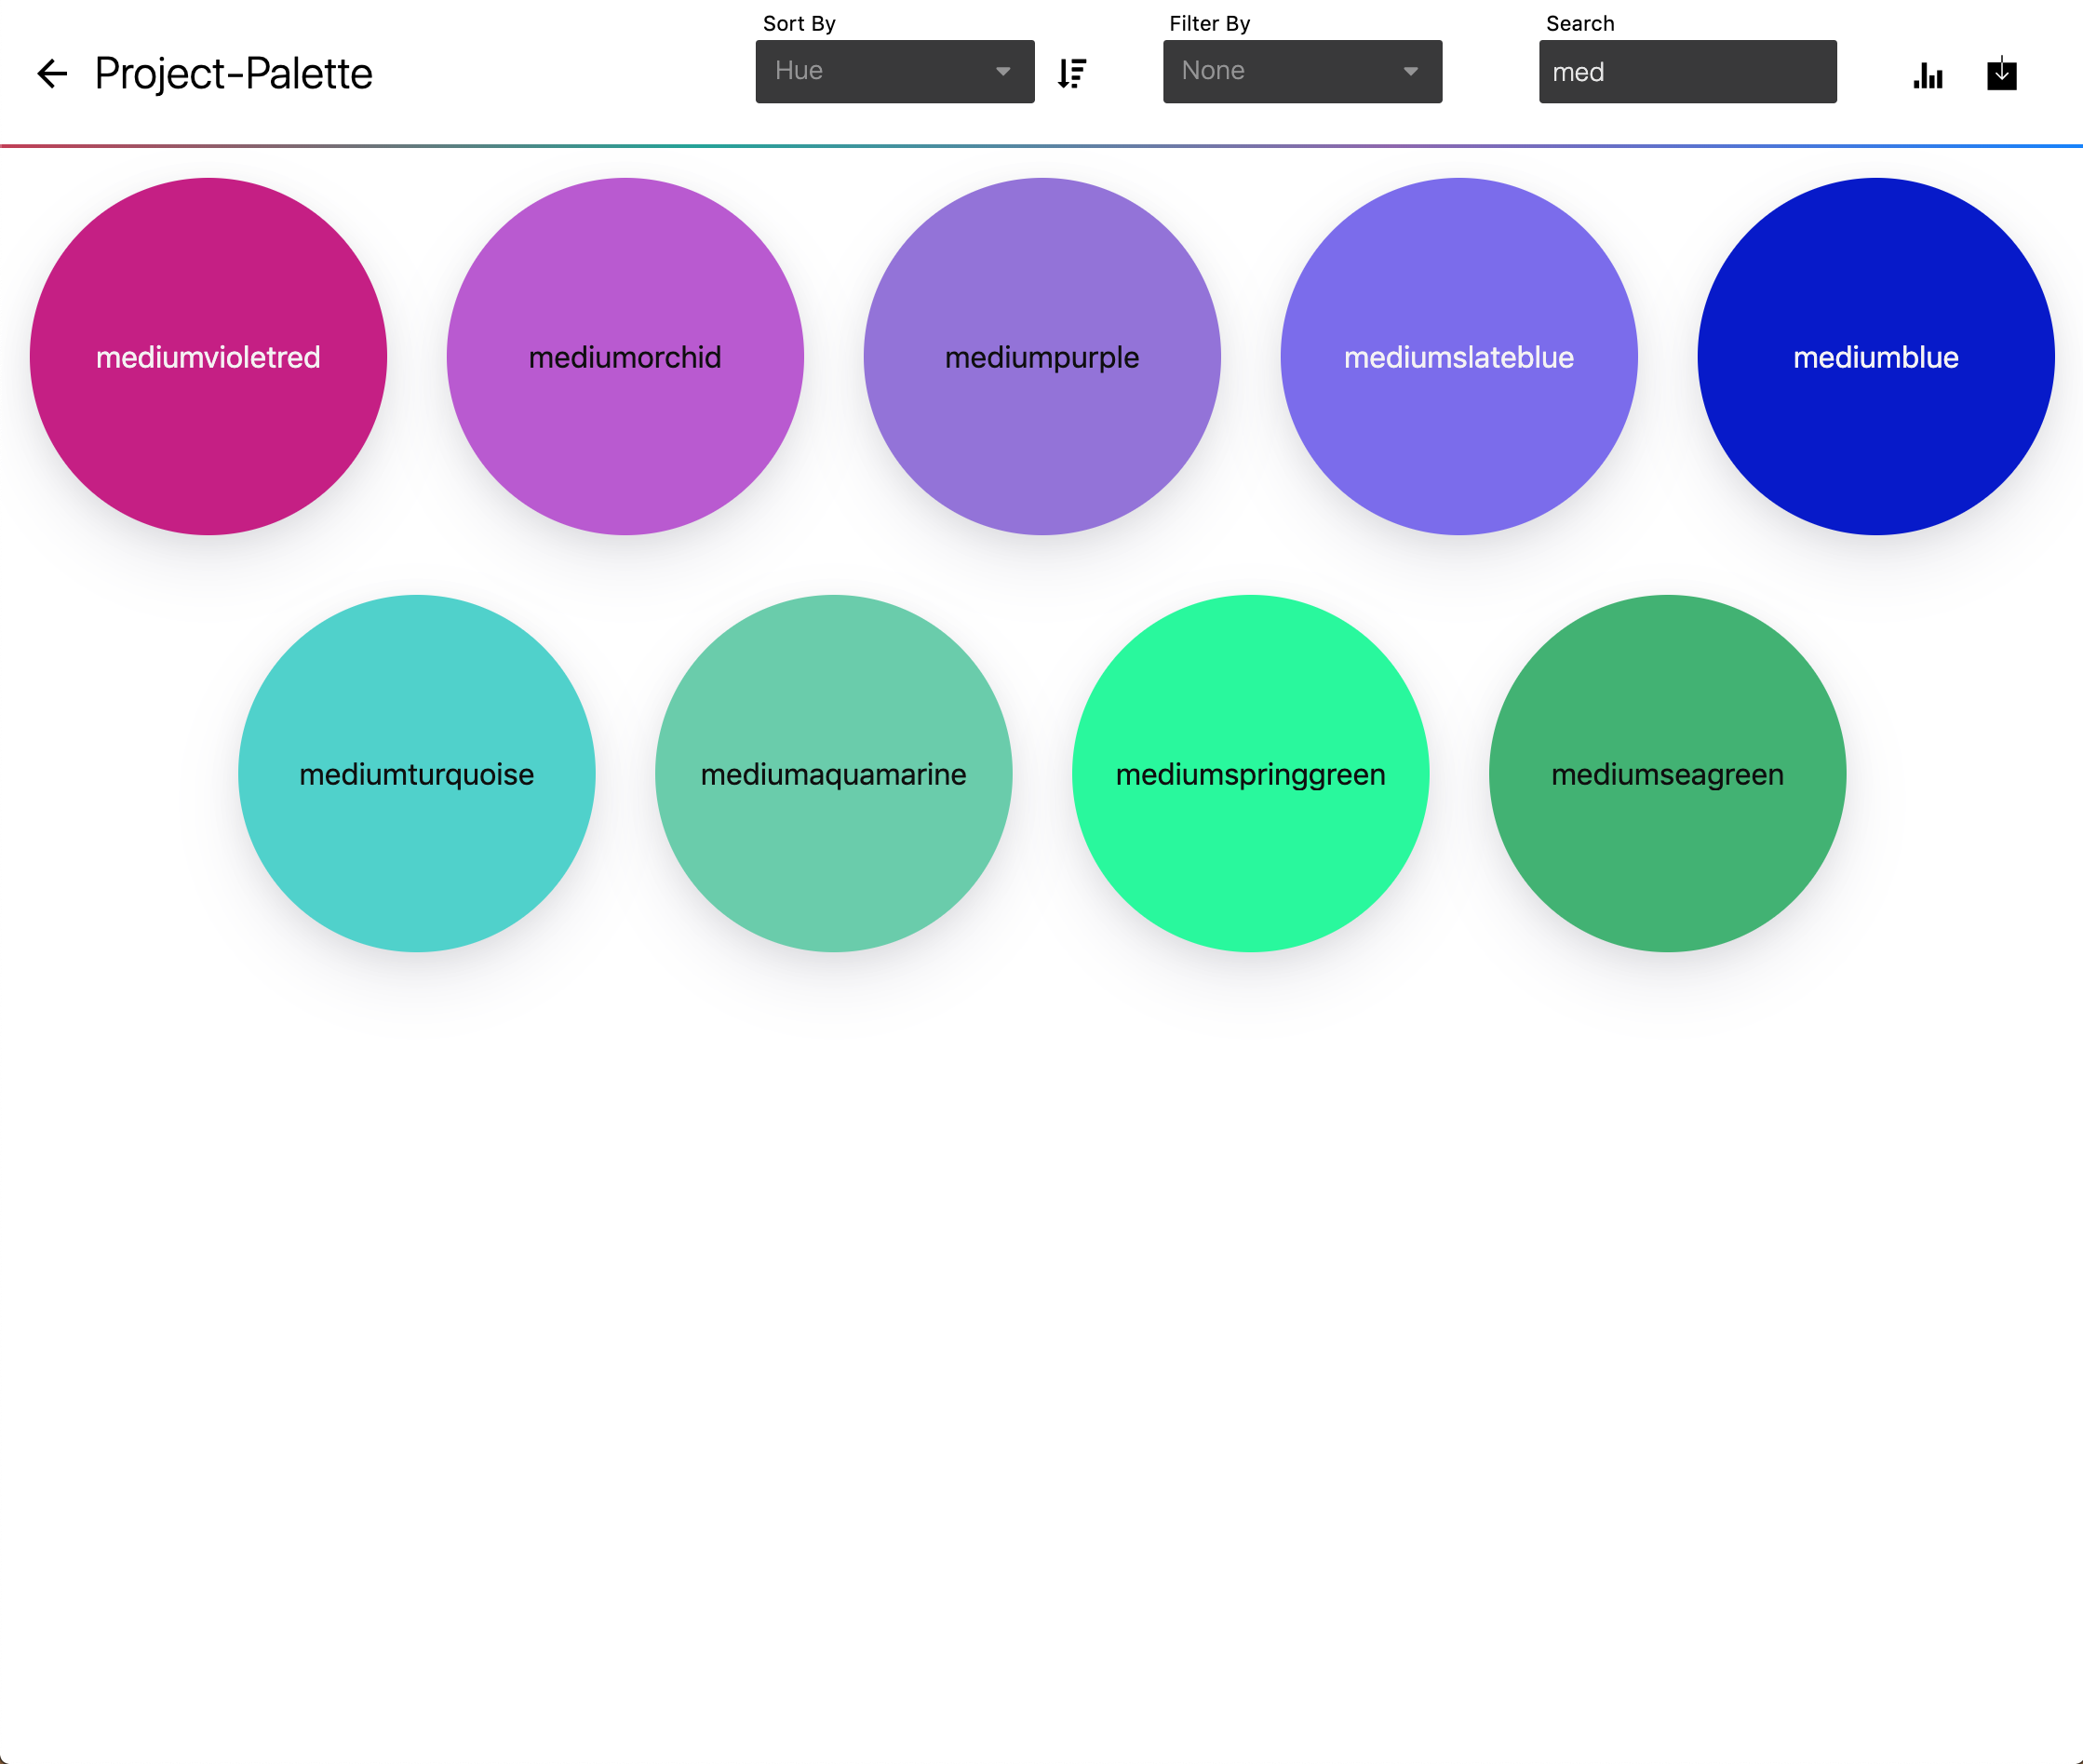 Project-Palette
Sort By
Hue
Filter By
None
Search
med
mediumvioletred
mediumorchid
mediumpurple
mediumslateblue
mediumblue
mediumturquoise
mediumaquamarine
mediumspringgreen
mediumseagreen